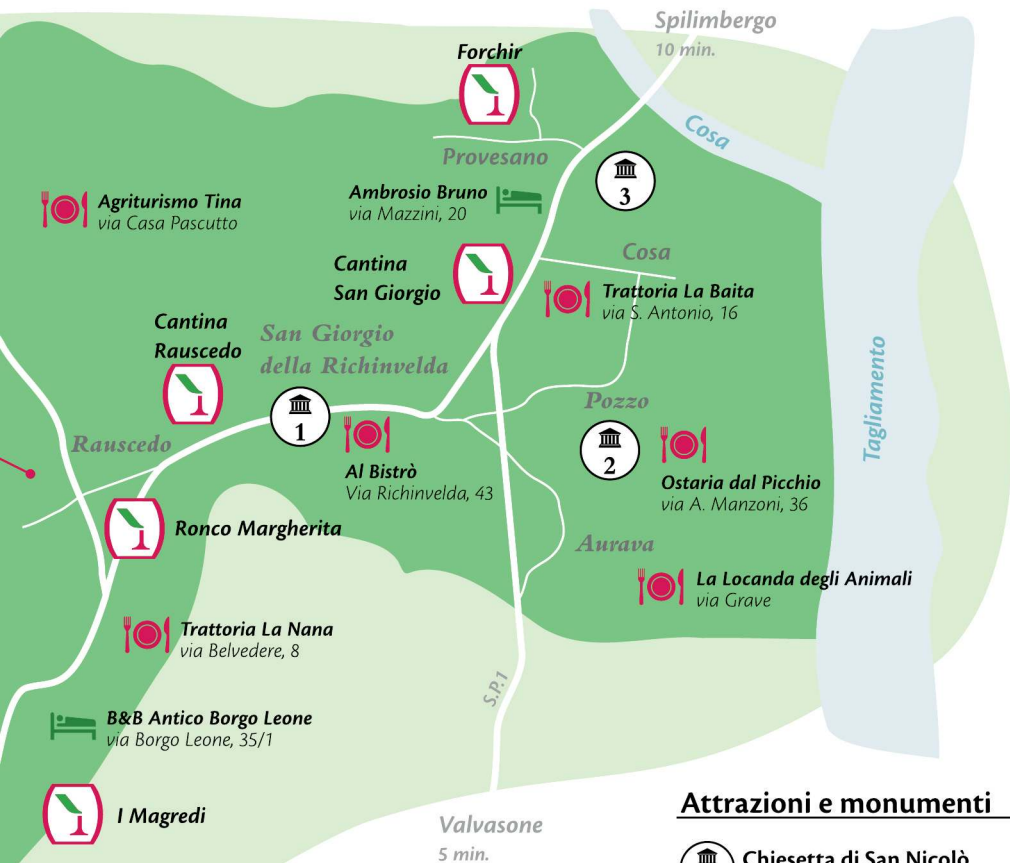 Spilimbergo
10 min.
Forchir
Cosa
Provesano
3
Ambrosio Bruno
via Mazzini, 20
Agriturismo Tina
via Casa Pascutto
Cosa
Cantina
San Giorgio
Trattoria La Baita
via S. Antonio, 16
Cantina
Rauscedo
San Giorgio
della Richinvelda
Tagliamento
Pozzo
1
2
Rauscedo
Al Bistrò
Via Richinvelda, 43
Ostaria dal Picchio
via A. Manzoni, 36
Ronco Margherita
Aurava
La Locanda degli Animali
via Grave
Trattoria La Nana
via Belvedere, 8
S.P.1
B&B Antico Borgo Leone
via Borgo Leone, 35/1
I Magredi
Valvasone
5 min.
Attrazioni e monumenti
Chiesetta di San Nicolò